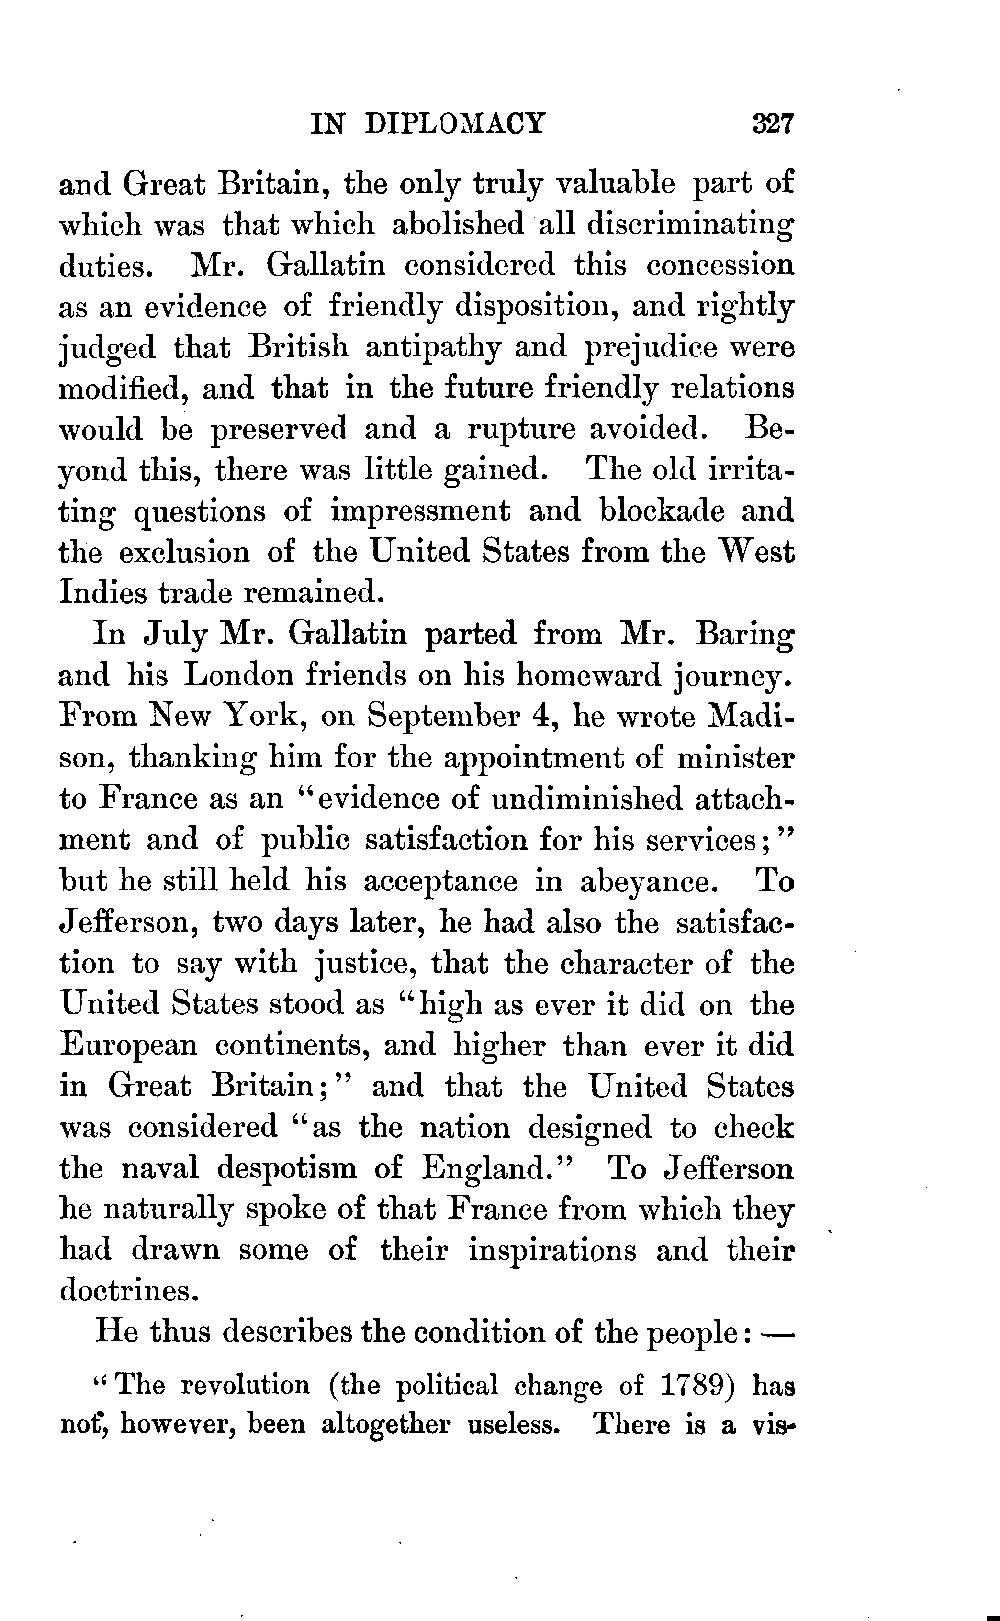 IN DIPLOMACY 327
and Great Britain, the only truly valuable part of
which was that which abolished all discriminating
duties. Mr. Gallatin considered this concession
as an evidence of friendly disposition, and rightly
judged that British antipathy and prejudice were
modified, and that in the future friendly relations
would be preserved and a rupture avoided. Be-
yond this, there was little gained. The old irrita-
ting questions of impressment and blockade and
the exclusion of the United States from the West
Indies trade remained.
In July Mr. Gallatin parted from Mr. Baring
and his London friends on his homeward journey.
From New York, on September 4, he wrote Madi-
son, thanking him for the appointment of minister
to France as an "evidence of undiminished attach-
ment and of public satisfaction for his services;"
but he still held his acceptance in abeyance. To
Jefferson, two days later, he had also the satisfac-
tion to say with justice, that the character of the
United States stood as "high as ever it did on the
European continents, and higher than ever it did
in Great Britain;" and that the United States
was considered "as the nation designed to check
the naval despotism of England." To Jefferson
he naturally spoke of that France from which they
had drawn some of their inspirations and their
doctrines.
He thus describes the condition of the people: —
"The revolution (the political change of 1789) has
not, however, been altogether useless. There is a vis-